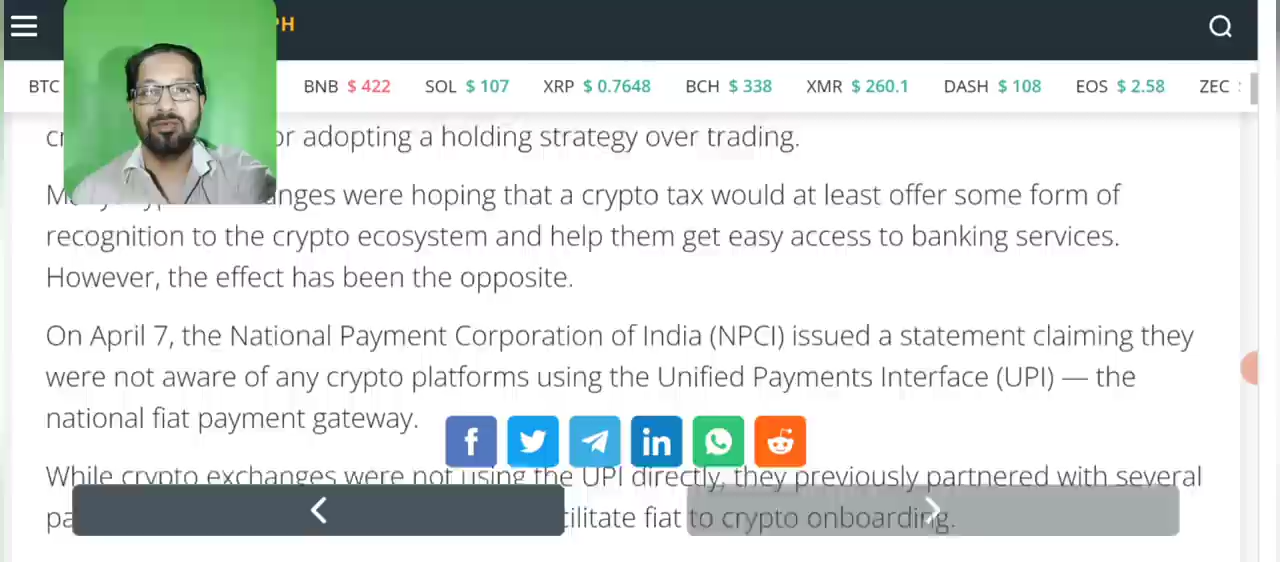 PH
BTC BNB $ 422 SOL $ 107 XRP $ 0.7648 BCH $ 338 XMR $ 260.1 DASH $ 108 EOS $ 2.58 ZEC
or adopting a holding strategy over trading.
were hoping that a crypto tax would at least offer some form of
recognition to the crypto ecosystem and help them get easy access to banking services.
However, the effect has been the opposite.
On April 7, the National Payment Corporation of India (NPCI) issued a statement claiming they
were not aware of any crypto platforms using the Unified Payments Interface (UPI) — the
national fiat payment gateway.
While crypto exchanges were not using the UPI directly, they previously partnered with several
fiat to crypto onboarding.